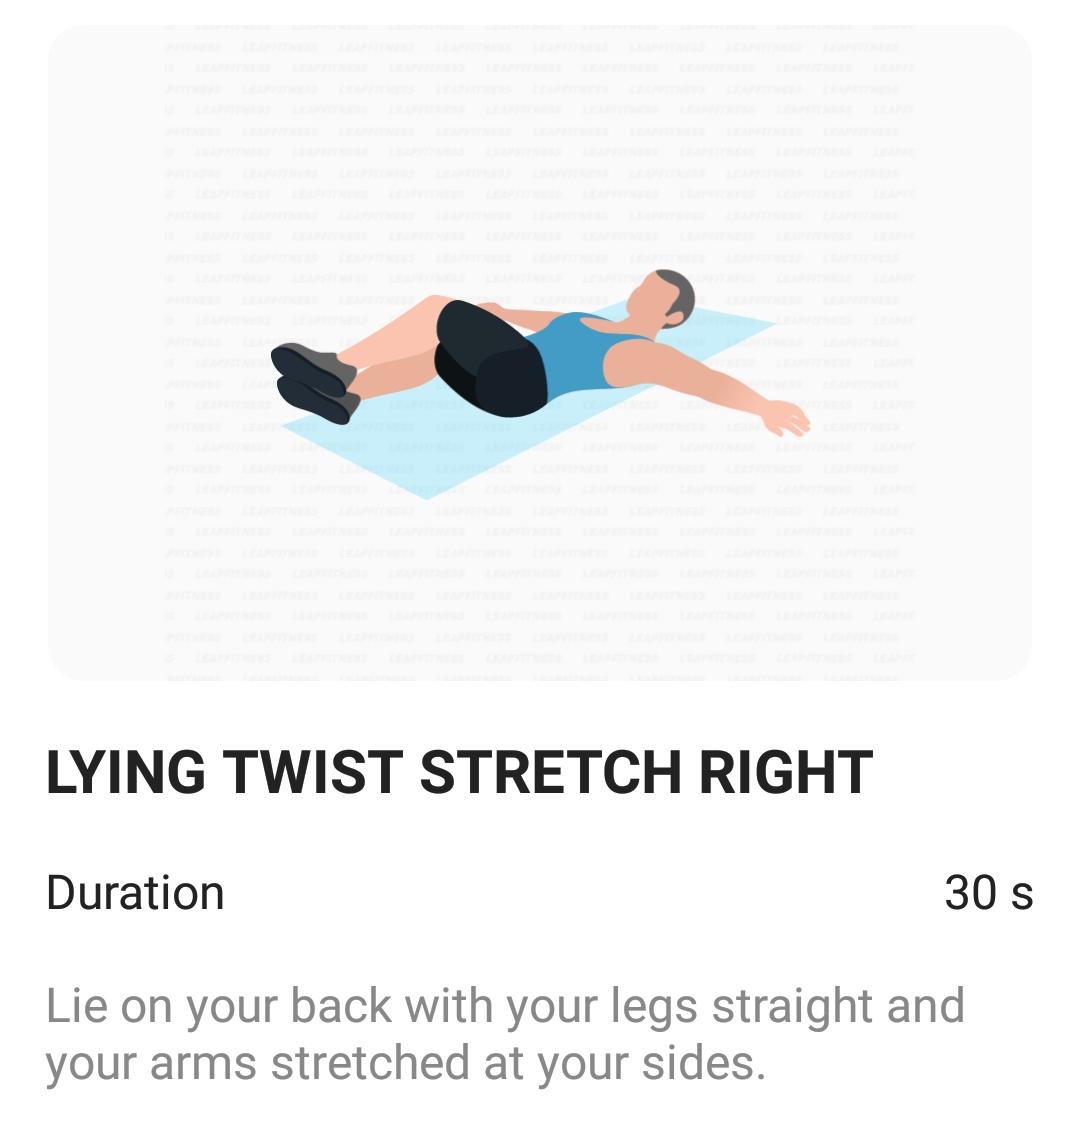 LYING TWIST STRETCH RIGHT
Duration 30 s
Lie on your back with your legs straight and
your arms stretched at your sides.